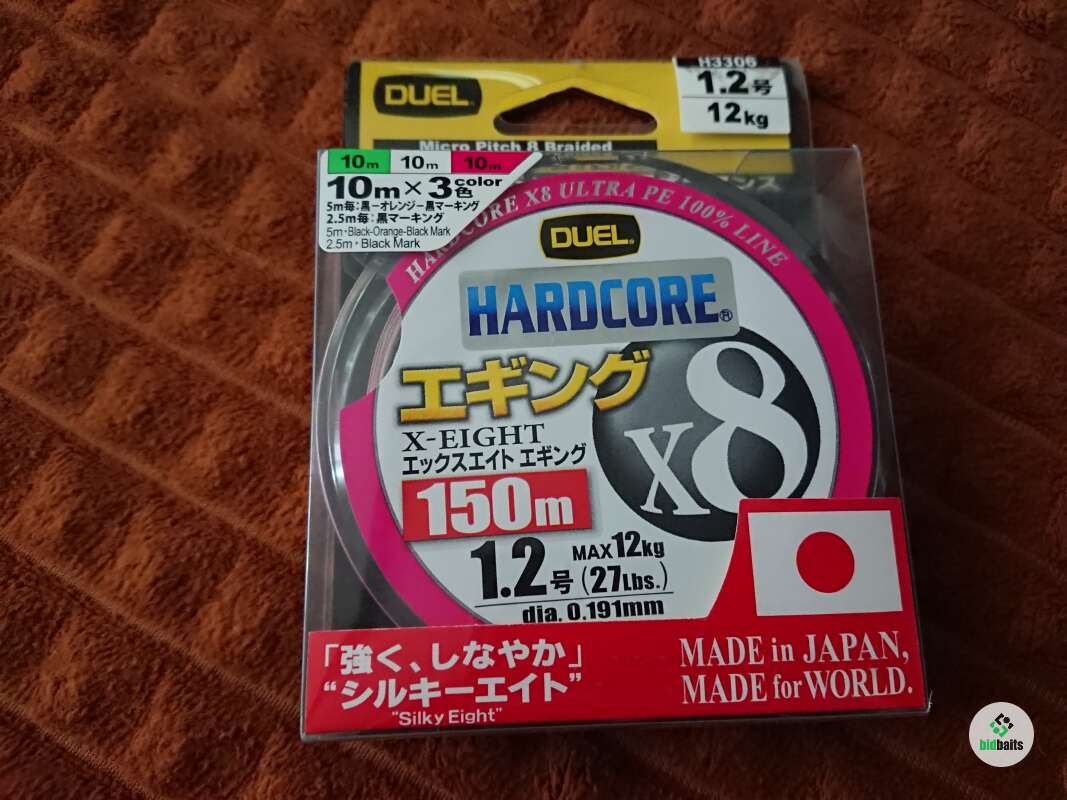 DUEL
H3306
1.2号
12kg
Micro Pitch 8 Braided
10m 10m 10m
10m×3color色
5m毎:黒-オレンジ-黒マーキング
2.5m毎:黒マーキング
5m・Black-Orange-Black Mark
2.5m・Black Mark
HARDCORE X8 ULTRA PE 100% LINE
DUEL
HARDCORE®
エギング
X8
X-EIGHT
エックスエイト エギング
150m
1.2号 MAX 12kg (27Lbs.)
dia. 0.191mm
「強く、しなやか」
“シルキーエイト”
"Silky Eight"
MADE in JAPAN,
MADE for WORLD.
bidbaits